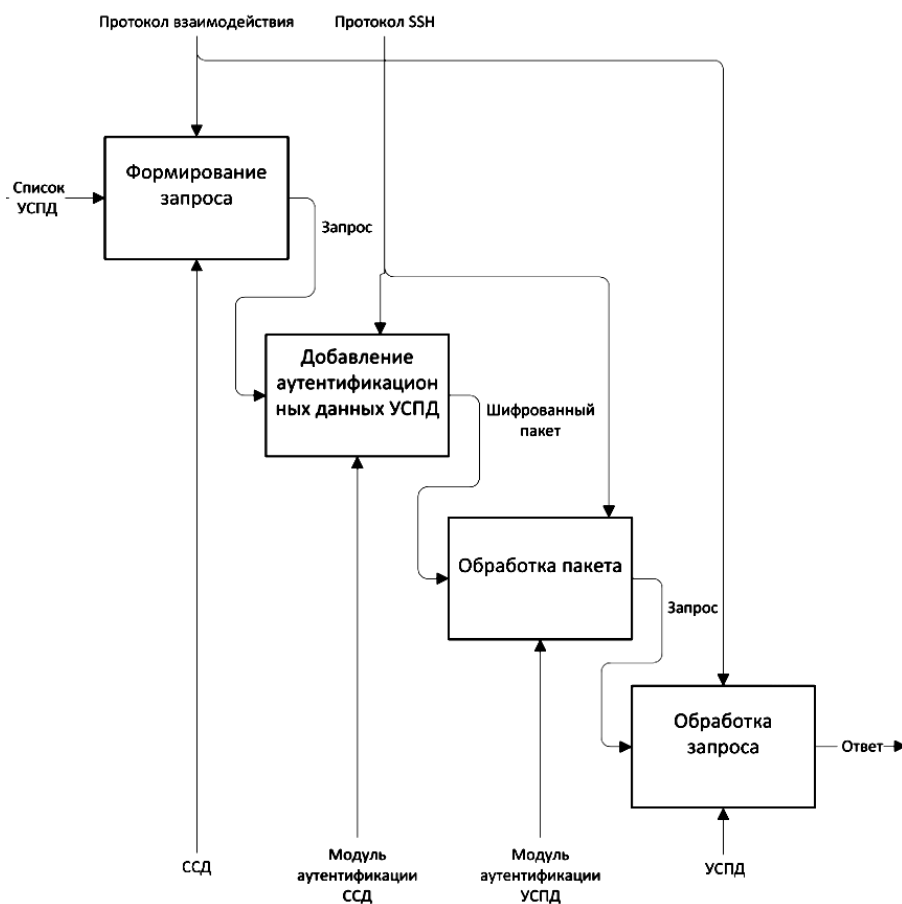 Протокол взаимодействия
Протокол SSH
Формирование
запроса
Список
УСПД
Запрос
Добавление
аутентификацион
ных данных УСПД
Шифрованный
пакет
Обработка пакета
Запрос
Обработка
запроса
Ответ
ССД
Модуль
аутентификации
ССД
Модуль
аутентификации
УСПД
УСПД